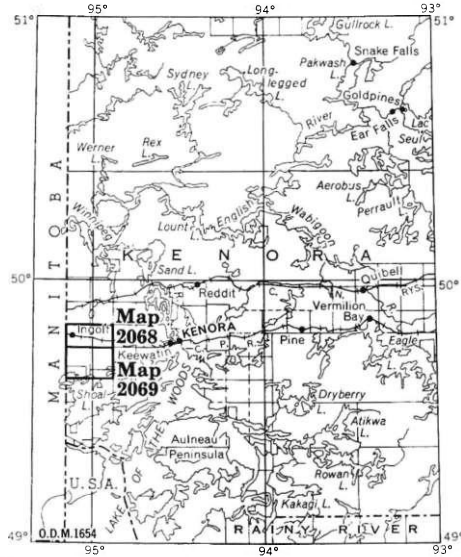 95° 94° 93°
51° 51°
Gullrock L.
Snake Falls
Pakwash L.
Sydney L.
Long-legged L.
Goldpines
River
Ear Falls
Lac Seul
Werner L.
Rex L.
Aerobus L.
Perrault L.
MANITOBA
Winnipeg
English
Lount L.
Wabigoon
KENORA
Sand L.
50° 50°
Reddit
Quibell
C. N. RYS.
R.
Vermilion Bay
R.
Ingolf
Map 2068
KENORA
Keewatin
C. P. R.
Pine
Eagle L.
Map 2069
Shoal L.
Dryberry L.
LAKE OF THE WOODS
Atikwa L.
Aulneau Peninsula
Rowan L.
U.S.A.
Kakagi L.
O.D.M.1654
RAINY RIVER
49° 49°
95° 94° 93°